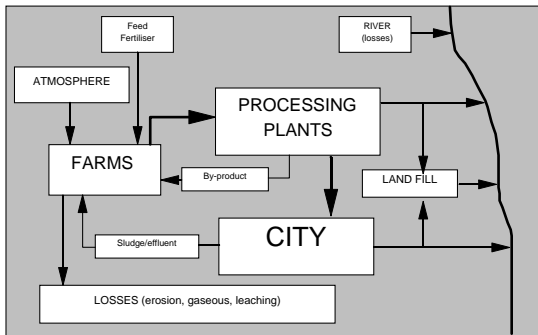 Feed
Fertiliser
RIVER
(losses)
ATMOSPHERE
PROCESSING
PLANTS
FARMS
By-product
LAND FILL
CITY
Sludge/effluent
LOSSES (erosion, gaseous, leaching)